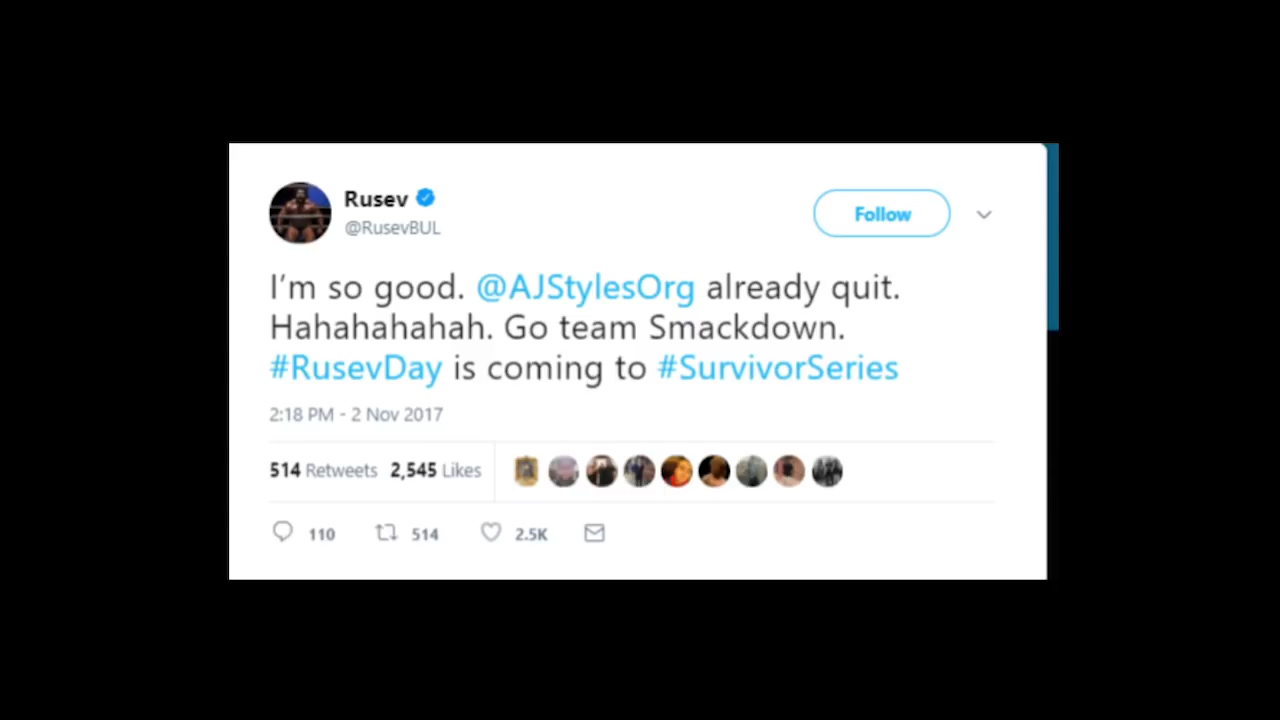 Rusev
@RusevBUL
Follow
I'm so good. @AJStylesOrg already quit.
Hahahahahah. Go team Smackdown.
#RusevDay is coming to #SurvivorSeries
2:18 PM - 2 Nov 2017
514 Retweets 2,545 Likes
110 514 2.5K